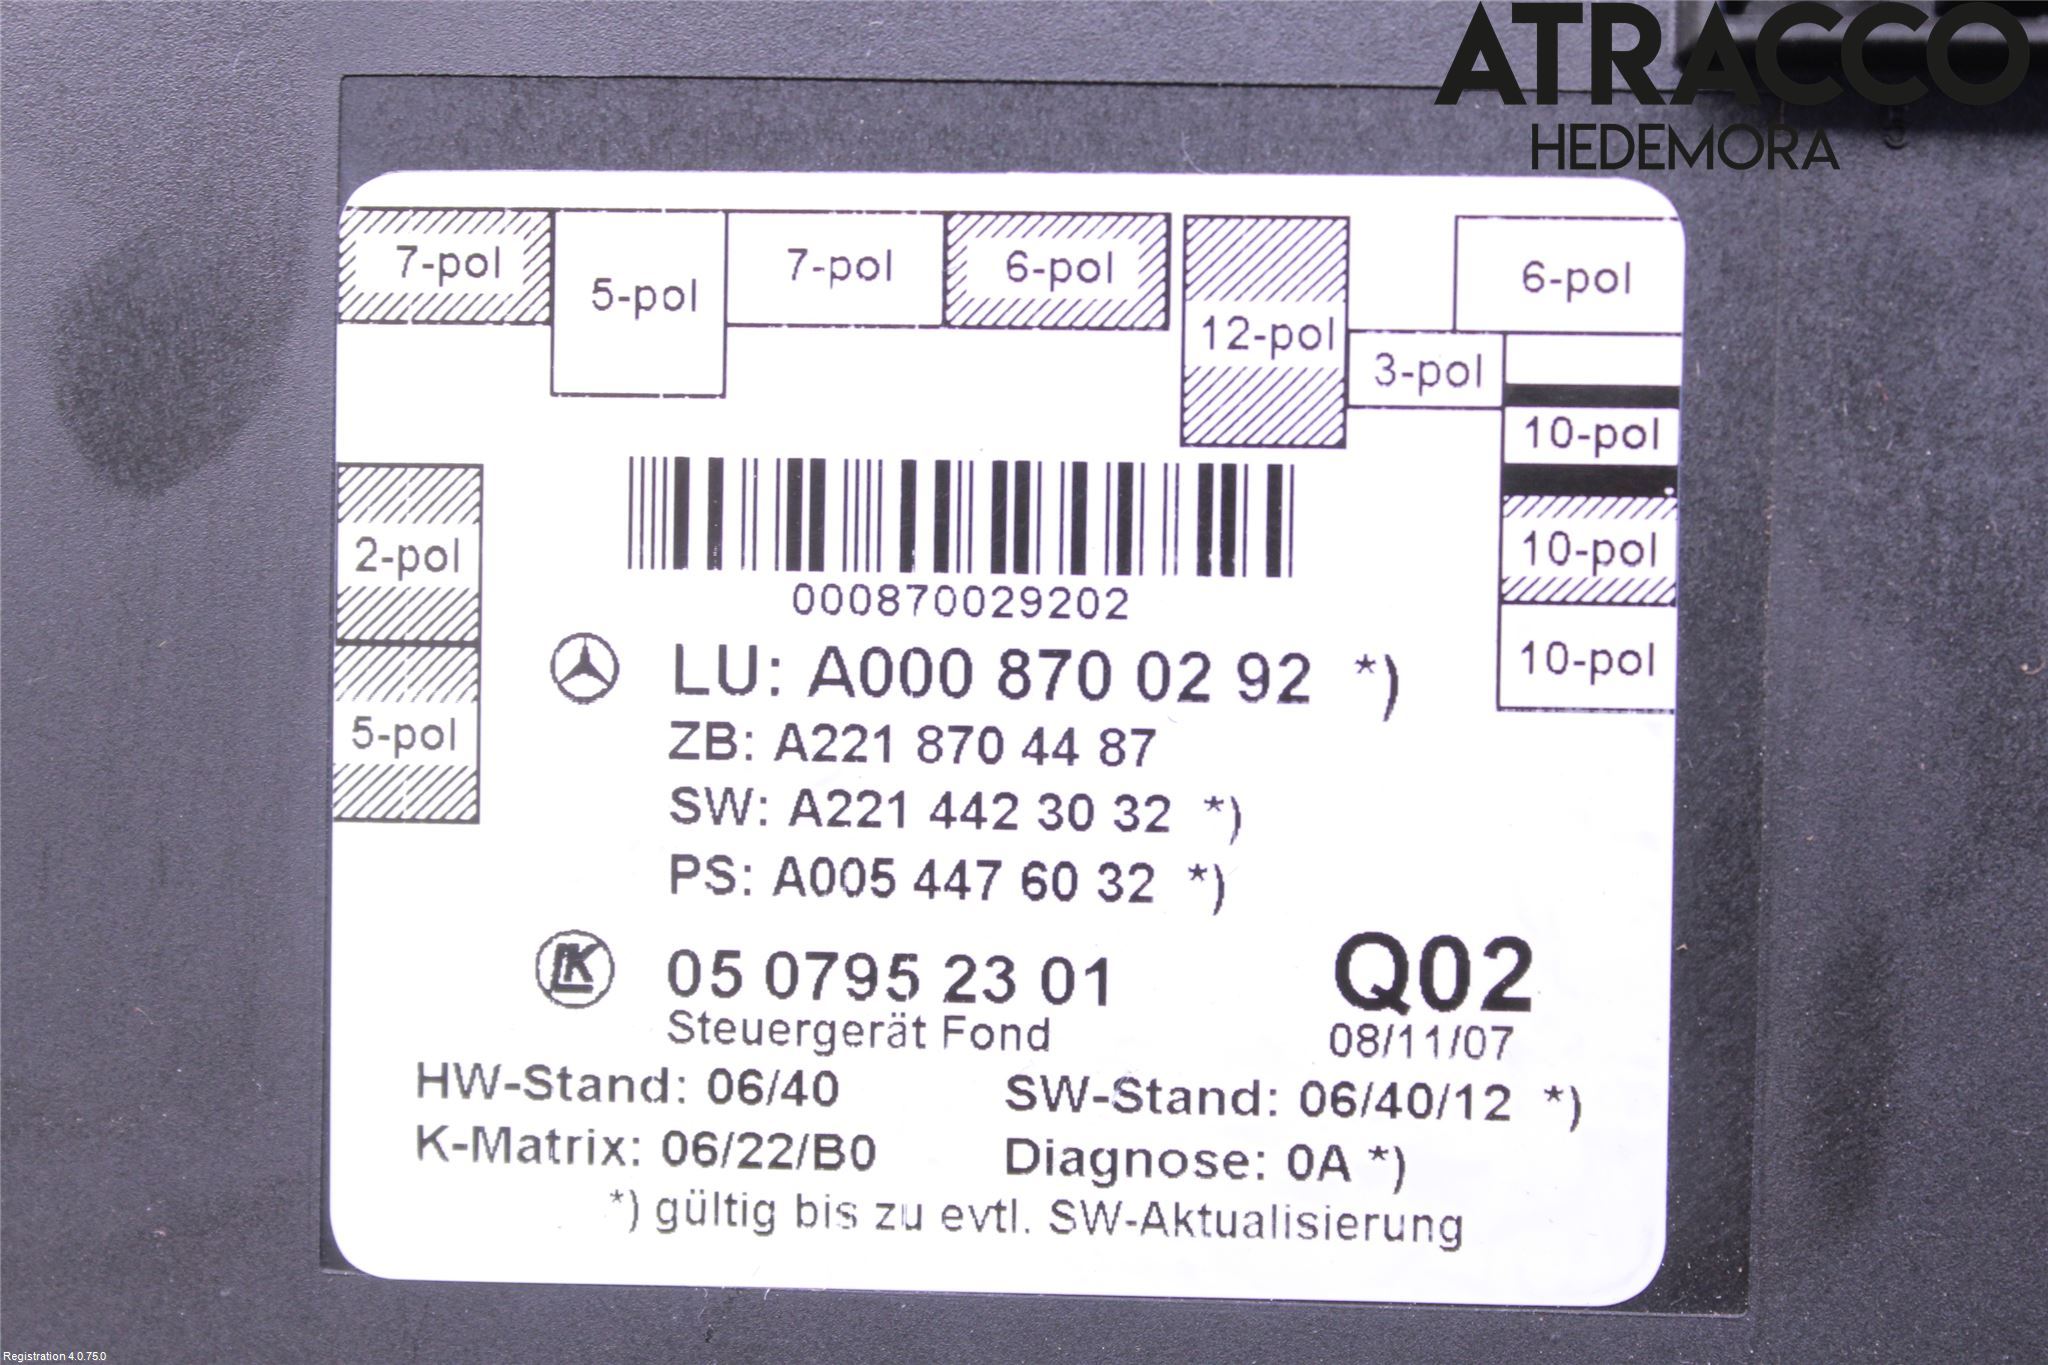 ATRACCO
HEDEMORA
7-pol
5-pol
7-pol
6-pol
12-pol
3-pol
6-pol
10-pol
10-pol
10-pol
2-pol
5-pol
000870029202
LU: A000 870 02 92 *)
ZB: A221 870 44 87
SW: A221 442 30 32 *)
PS: A005 447 60 32 *)
LK 05 0795 23 01
Q02
Steuergerät Fond
08/11/07
HW-Stand: 06/40
SW-Stand: 06/40/12 *)
K-Matrix: 06/22/B0
Diagnose: 0A *)
*) gültig bis zu evtl. SW-Aktualisierung
Registration 4.0.75.0